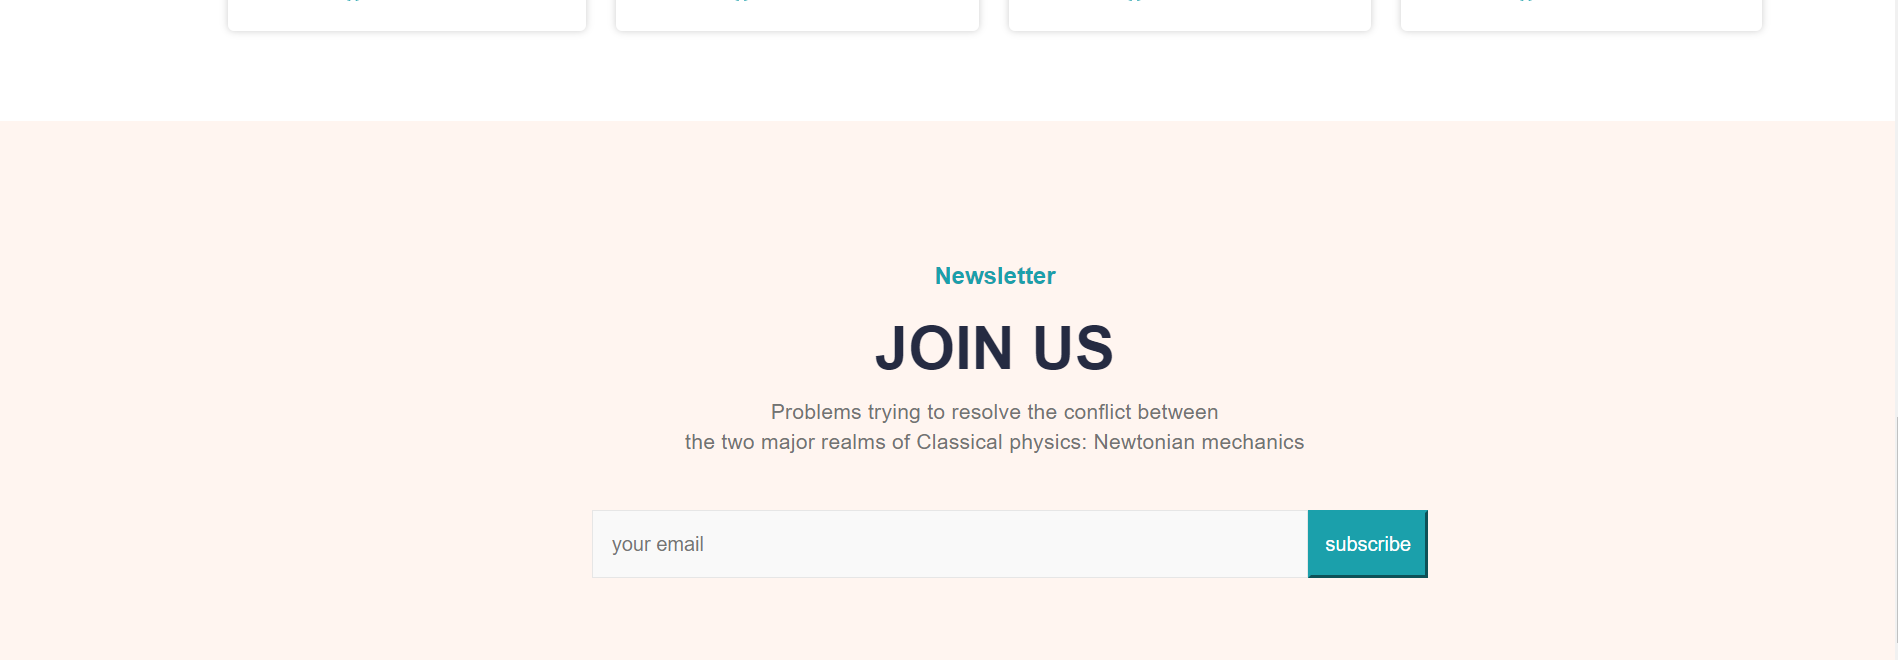 Newsletter
JOIN US
Problems trying to resolve the conflict between
the two major realms of Classical physics: Newtonian mechanics
your email
subscribe